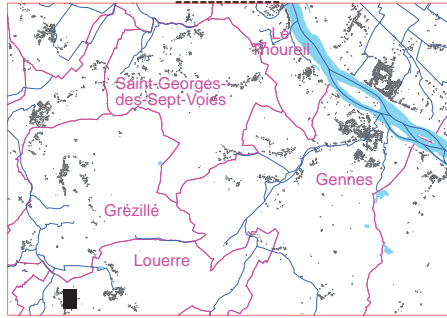 Le
Thoureil
Saint-Georges-
des-Sept-Voies
Gennes
Grézillé
Louerre